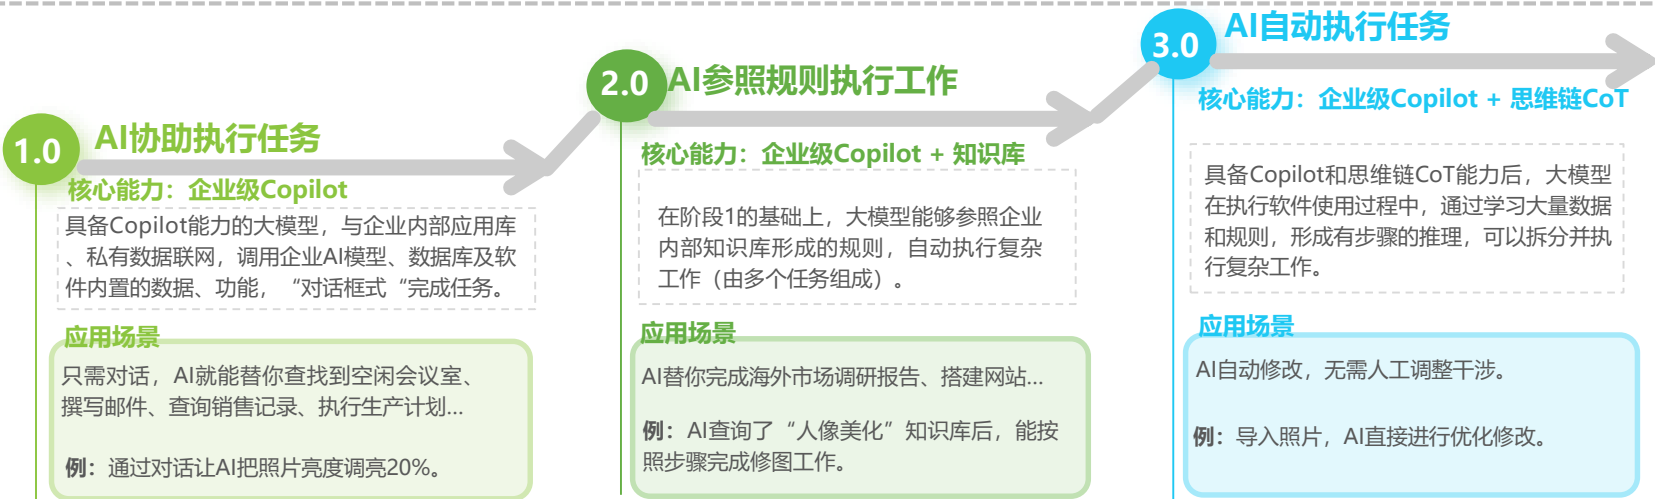 1.0
AI协助执行任务
核心能力：企业级Copilot
具备Copilot能力的大模型，与企业内部应用库
、私有数据联网，调用企业AI模型、数据库及软
件内置的数据、功能，“对话框式“完成任务。
应用场景
只需对话，AI就能替你查找到空闲会议室、
撰写邮件、查询销售记录、执行生产计划...
例：通过对话让AI把照片亮度调亮20%。
2.0
AI参照规则执行工作
核心能力：企业级Copilot + 知识库
在阶段1的基础上，大模型能够参照企业
内部知识库形成的规则，自动执行复杂
工作（由多个任务组成）。
应用场景
AI替你完成海外市场调研报告、搭建网站...
例：AI查询了“人像美化”知识库后，能按
照步骤完成修图工作。
3.0
AI自动执行任务
核心能力：企业级Copilot + 思维链CoT
具备Copilot和思维链CoT能力后，大模型
在执行软件使用过程中，通过学习大量数据
和规则，形成有步骤的推理，可以拆分并执
行复杂工作。
应用场景
AI自动修改，无需人工调整干涉。
例：导入照片，AI直接进行优化修改。